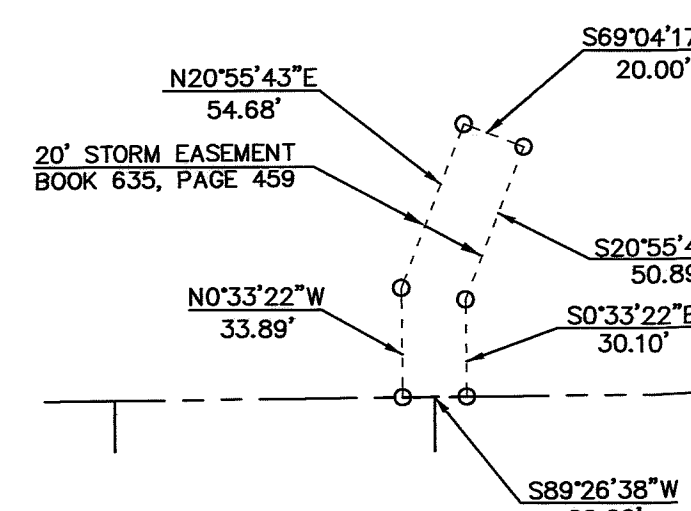 S69°04'17
20.00'
N20°55'43"E
54.68'
20' STORM EASEMENT
BOOK 635, PAGE 459
S20°55'4
50.89
N0°33'22"W
33.89'
S0°33'22"E
30.10'
S89°26'38"W